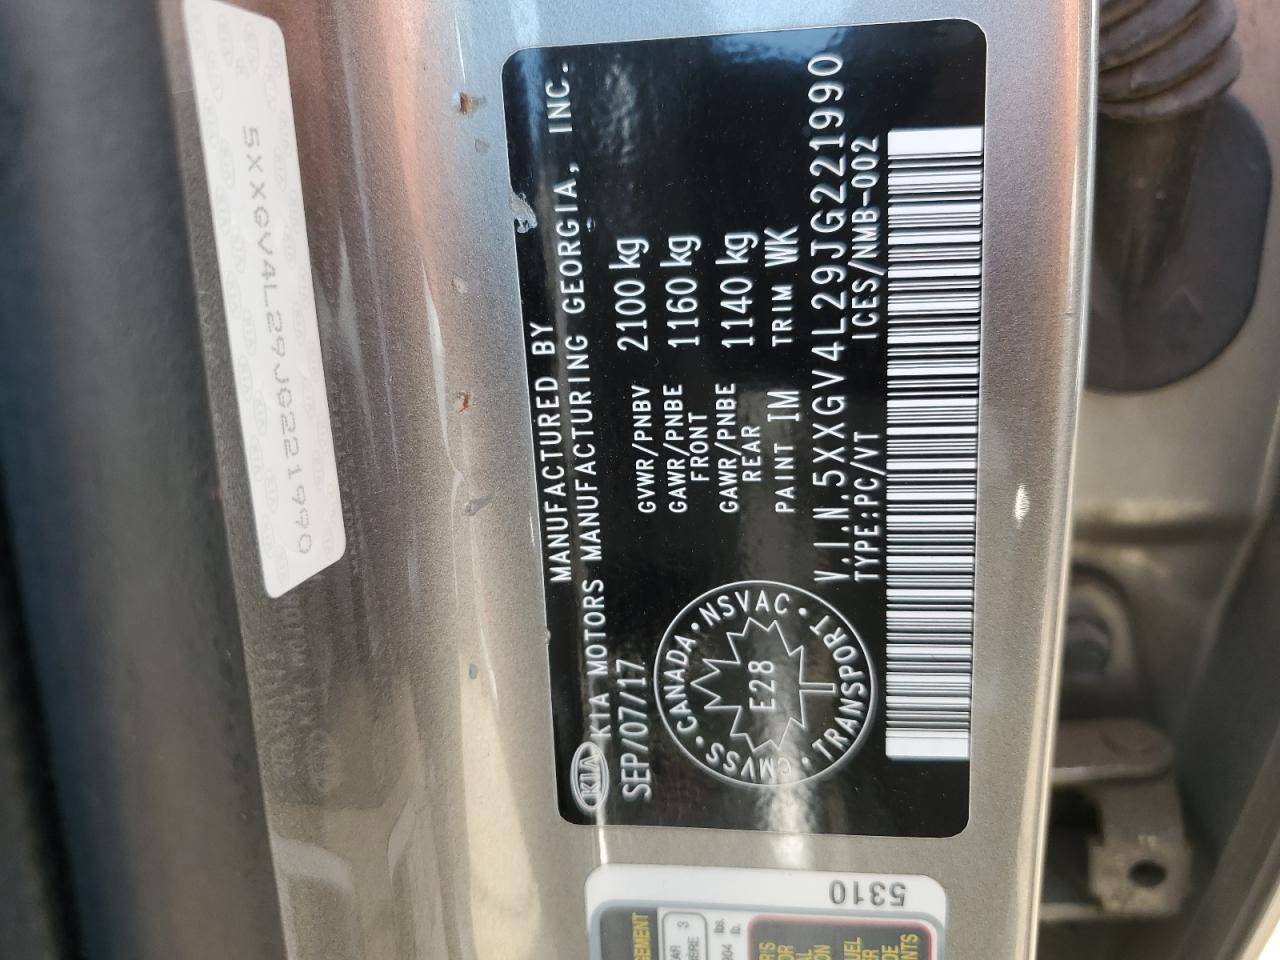 5XXGV4L29JG221990
MANUFACTURED BY
KIA KIA MOTORS MANUFACTURING GEORGIA, INC.
SEP/07/17
GVWR/PNBV 2100 kg
GAWR/PNBE FRONT 1160 kg
GAWR/PNBE REAR 1140 kg
PAINT IM TRIM WK
V.I.N. 5XXGV4L29JG221990
TYPE:PC/VT ICES/NMB-002
CANADA • NSVAC • TRANSPORT • CMVSS •
E28
5310